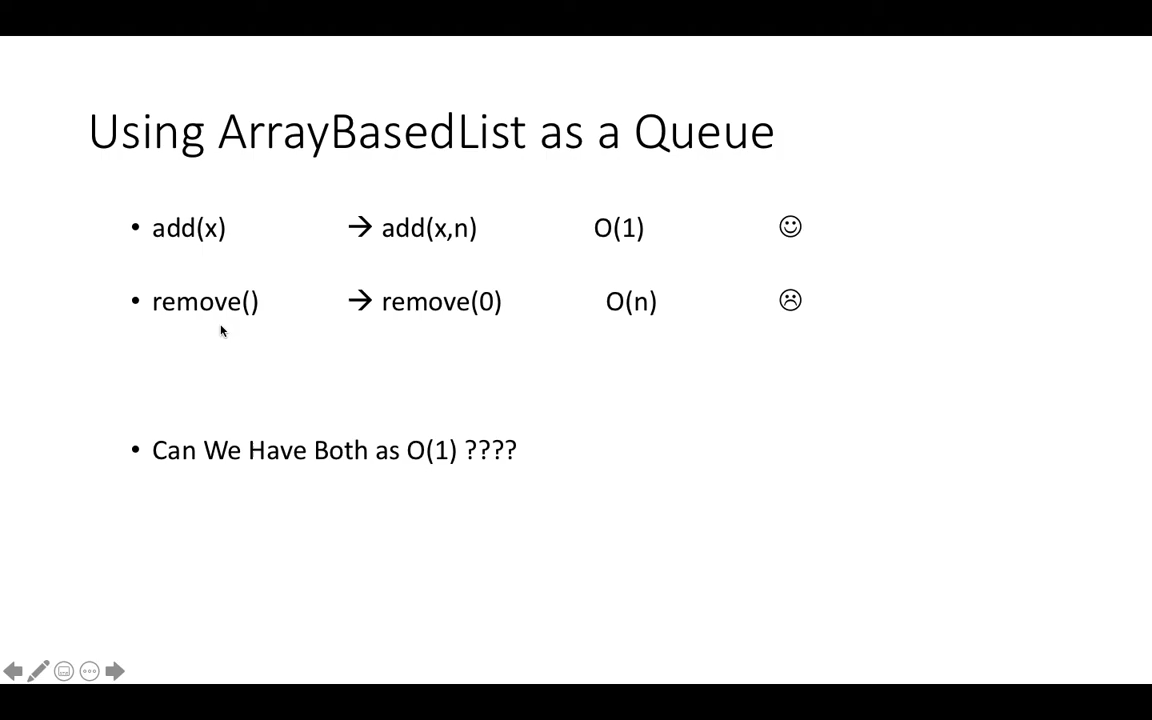 Using ArrayBasedList as a Queue
• add(x) → add(x,n) O(1) ☺
• remove() → remove(0) O(n) ☹
• Can We Have Both as O(1) ????